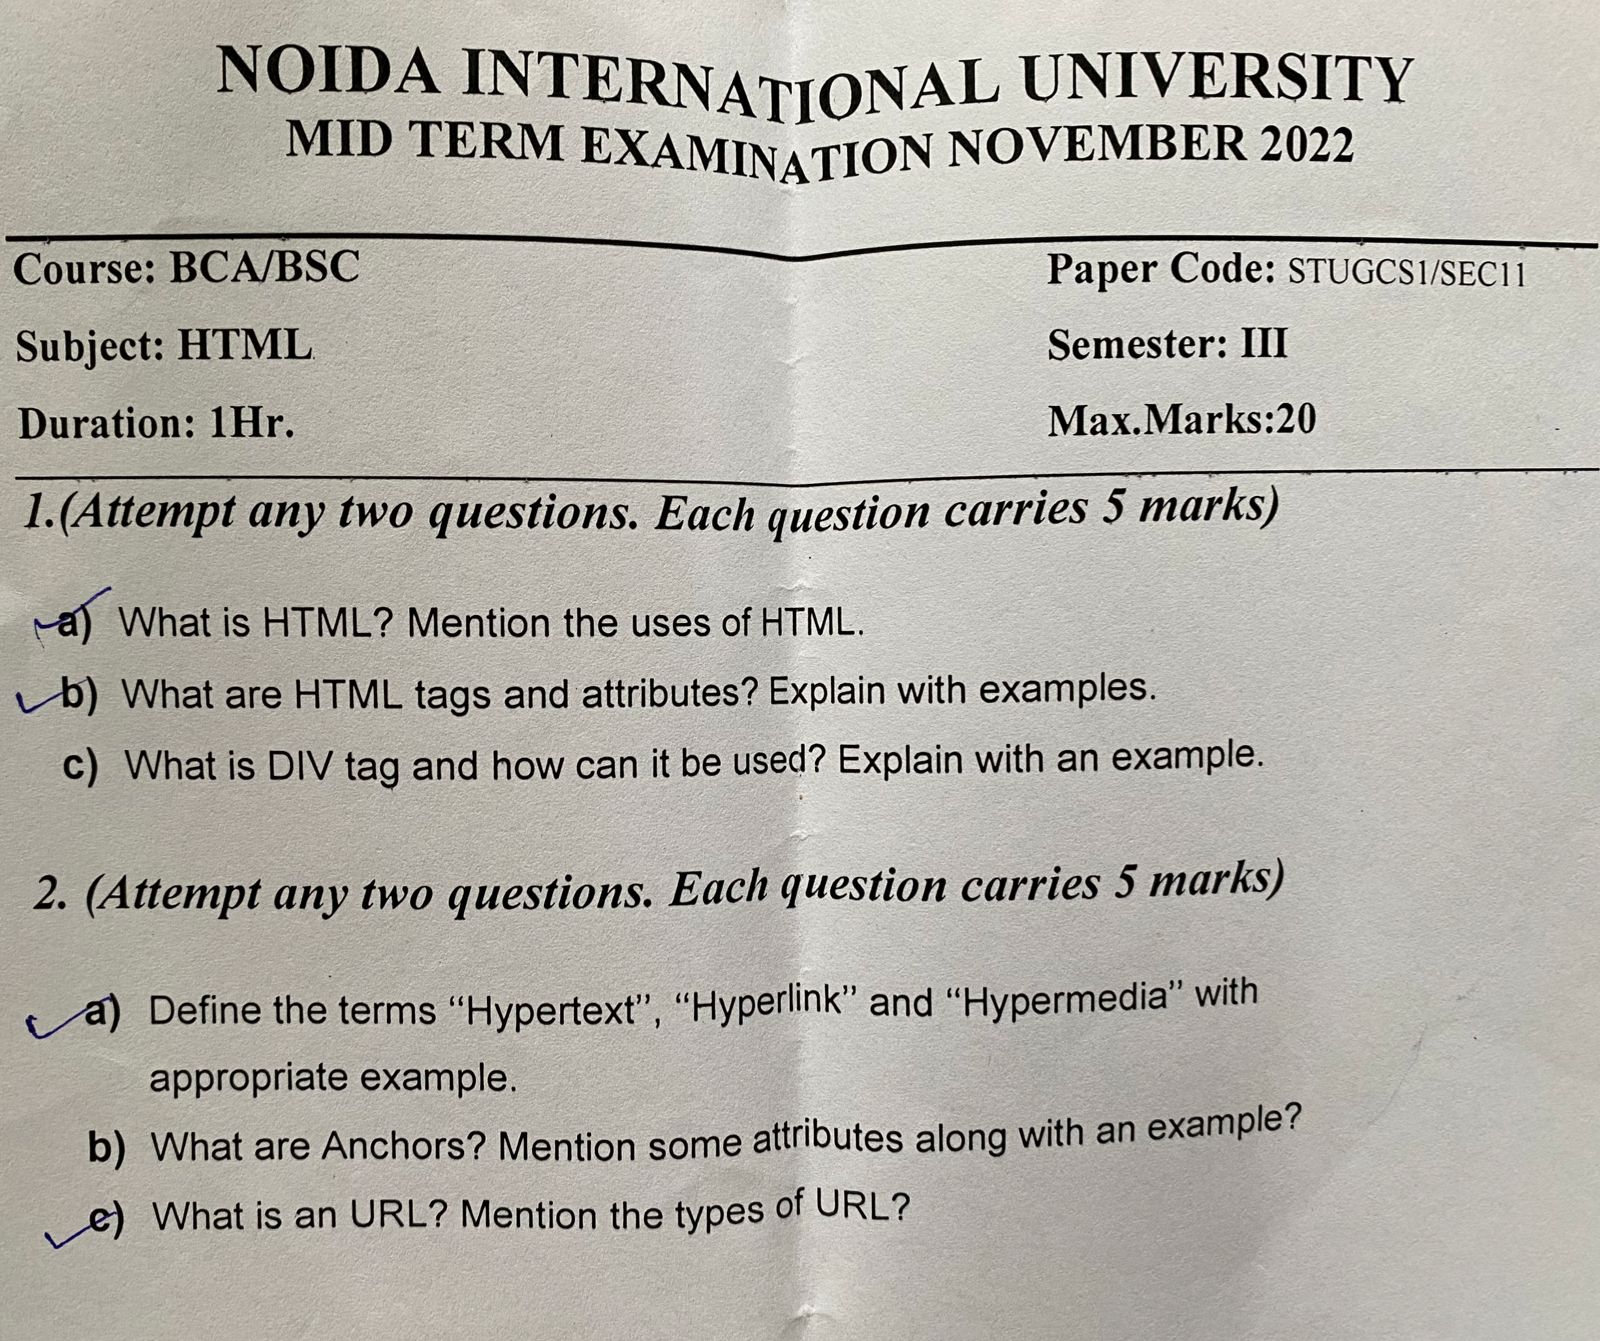 NOIDA INTERNATIONAL UNIVERSITY
MID TERM EXAMINATION NOVEMBER 2022
Course: BCA/BSC
Paper Code: STUGCS1/SEC11
Subject: HTML
Semester: III
Duration: 1Hr.
Max.Marks:20
1.(Attempt any two questions. Each question carries 5 marks)
a) What is HTML? Mention the uses of HTML.
b) What are HTML tags and attributes? Explain with examples.
c) What is DIV tag and how can it be used? Explain with an example.
2. (Attempt any two questions. Each question carries 5 marks)
a) Define the terms “Hypertext”, “Hyperlink” and “Hypermedia” with
appropriate example.
b) What are Anchors? Mention some attributes along with an example?
c) What is an URL? Mention the types of URL?